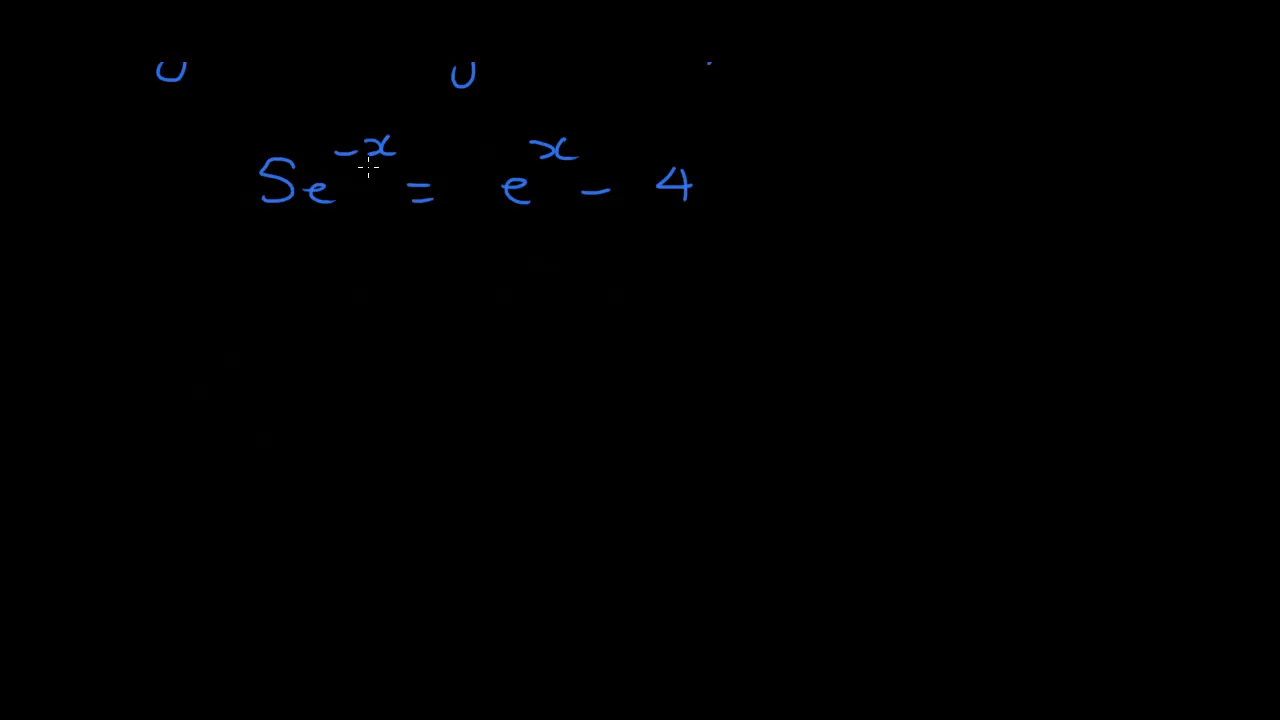 5e^{-x} = e^{x} - 4